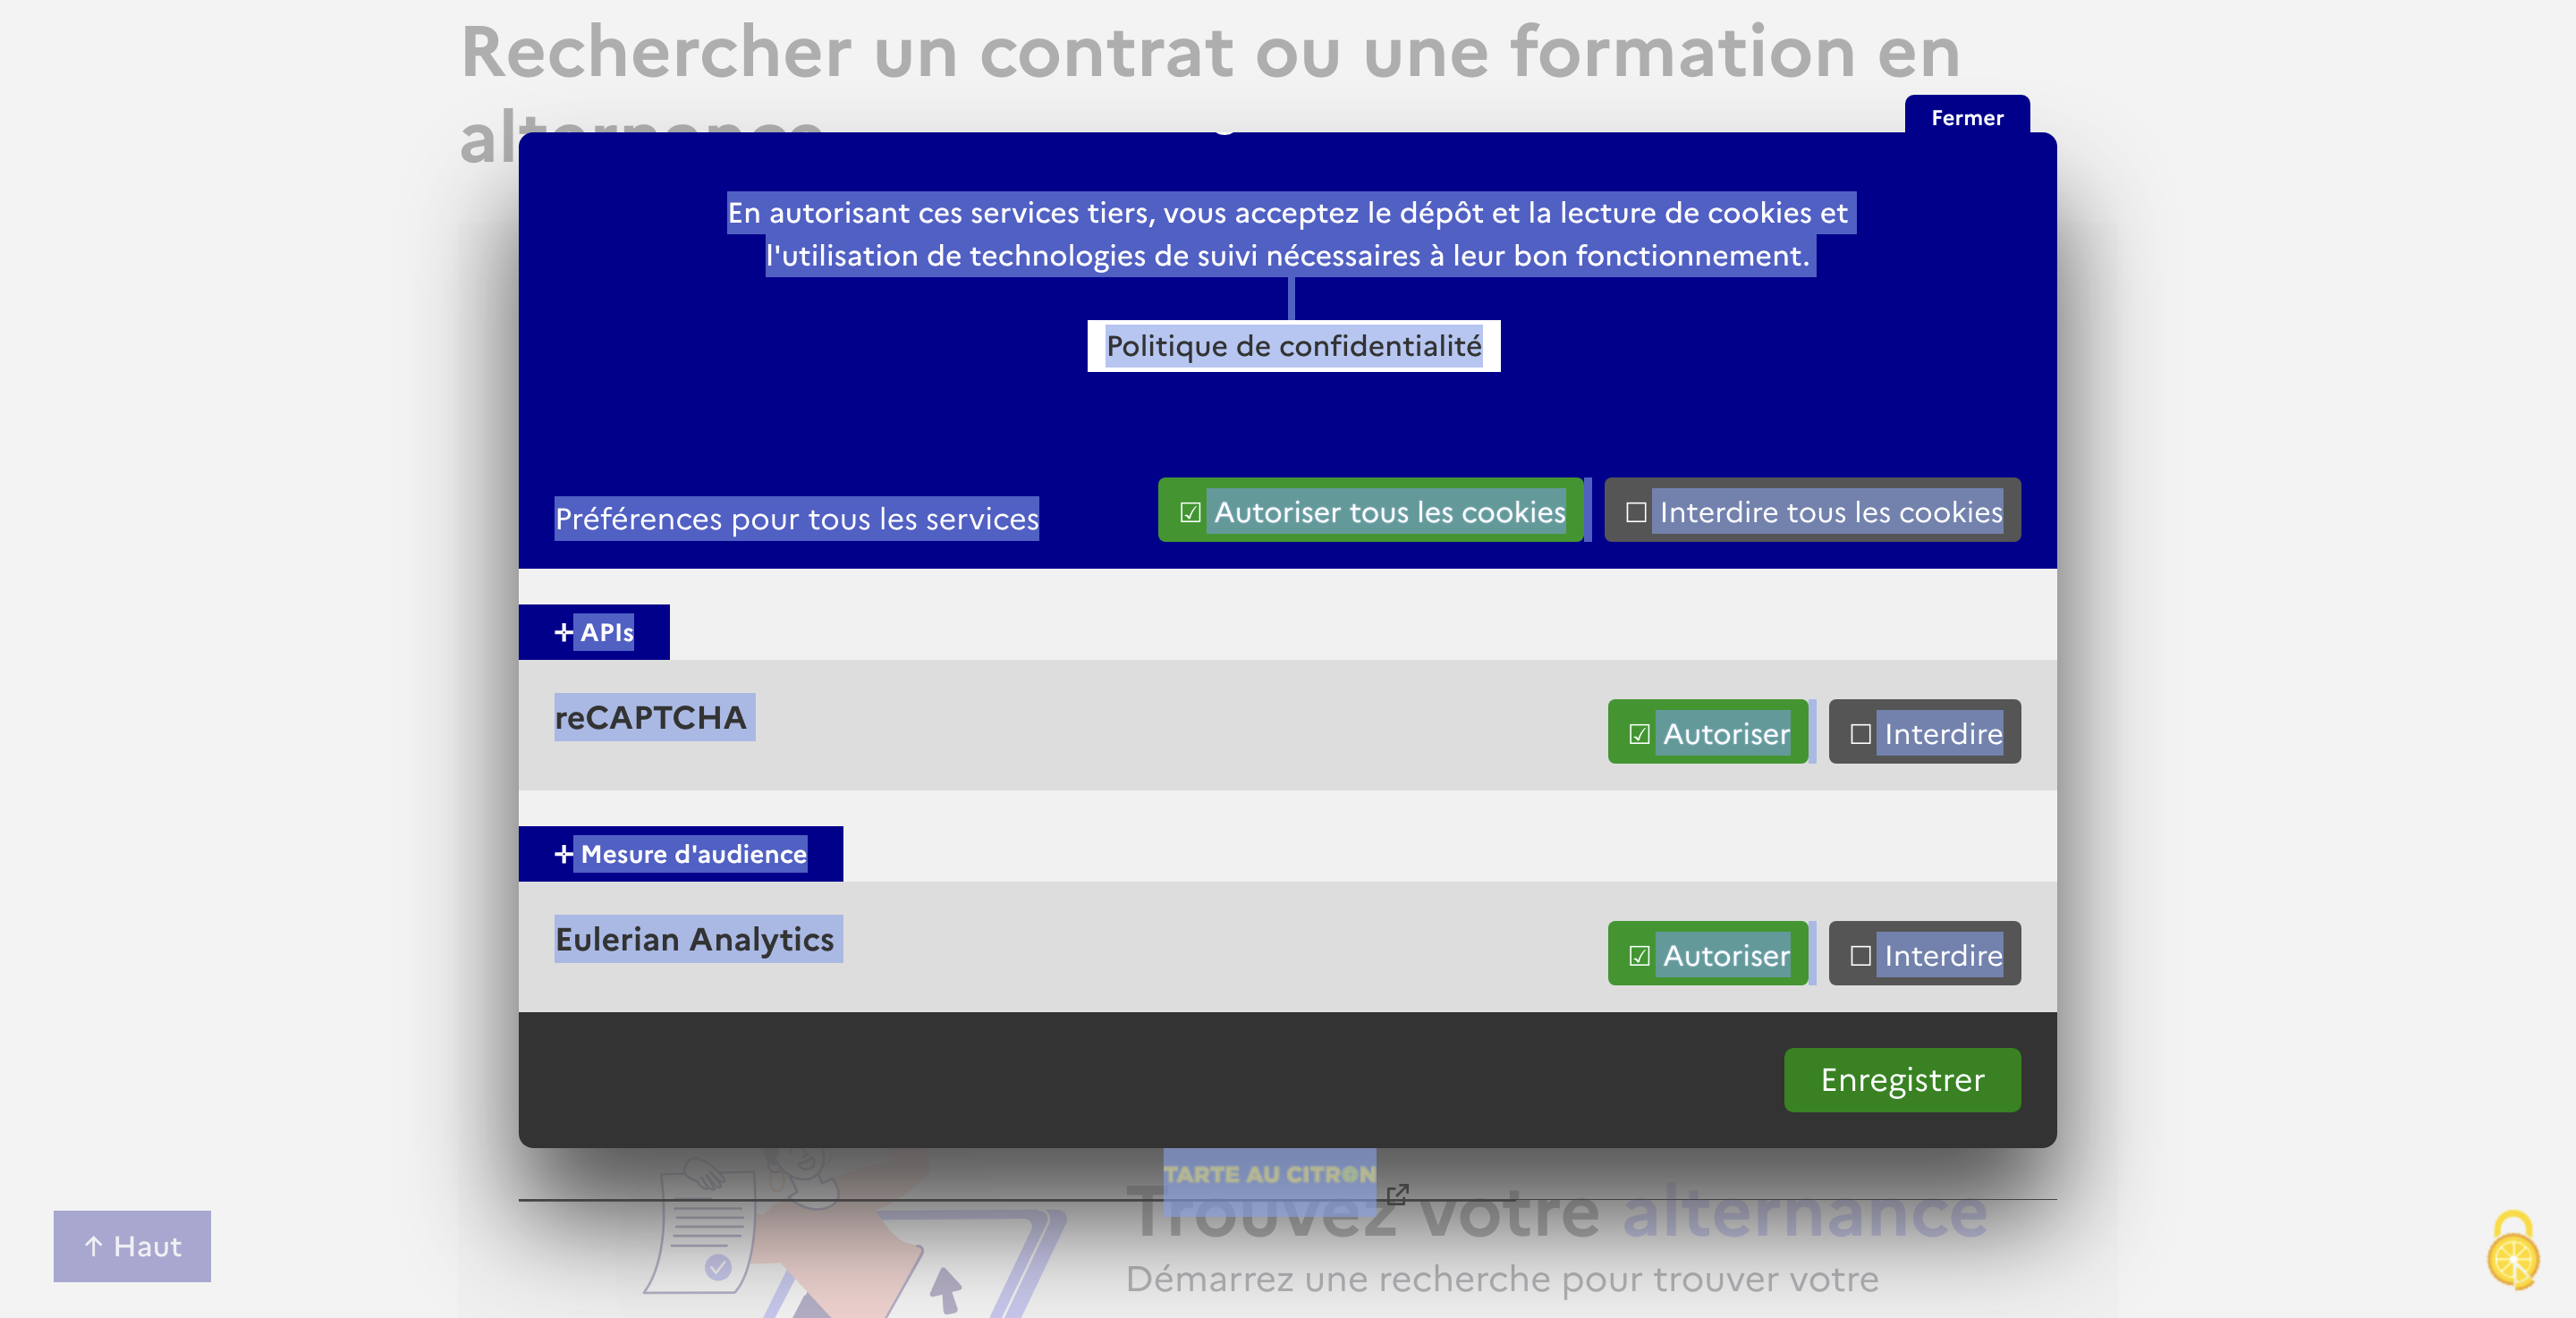 Rechercher un contrat ou une formation en
alternance
Fermer
En autorisant ces services tiers, vous acceptez le dépôt et la lecture de cookies et
l'utilisation de technologies de suivi nécessaires à leur bon fonctionnement.
Politique de confidentialité
Préférences pour tous les services
☑ Autoriser tous les cookies
☐ Interdire tous les cookies
✛ APIs
reCAPTCHA
☑ Autoriser
☐ Interdire
✛ Mesure d'audience
Eulerian Analytics
☑ Autoriser
☐ Interdire
Enregistrer
TARTE AU CITRON
Trouvez votre alternance
↑ Haut
Démarrez une recherche pour trouver votre